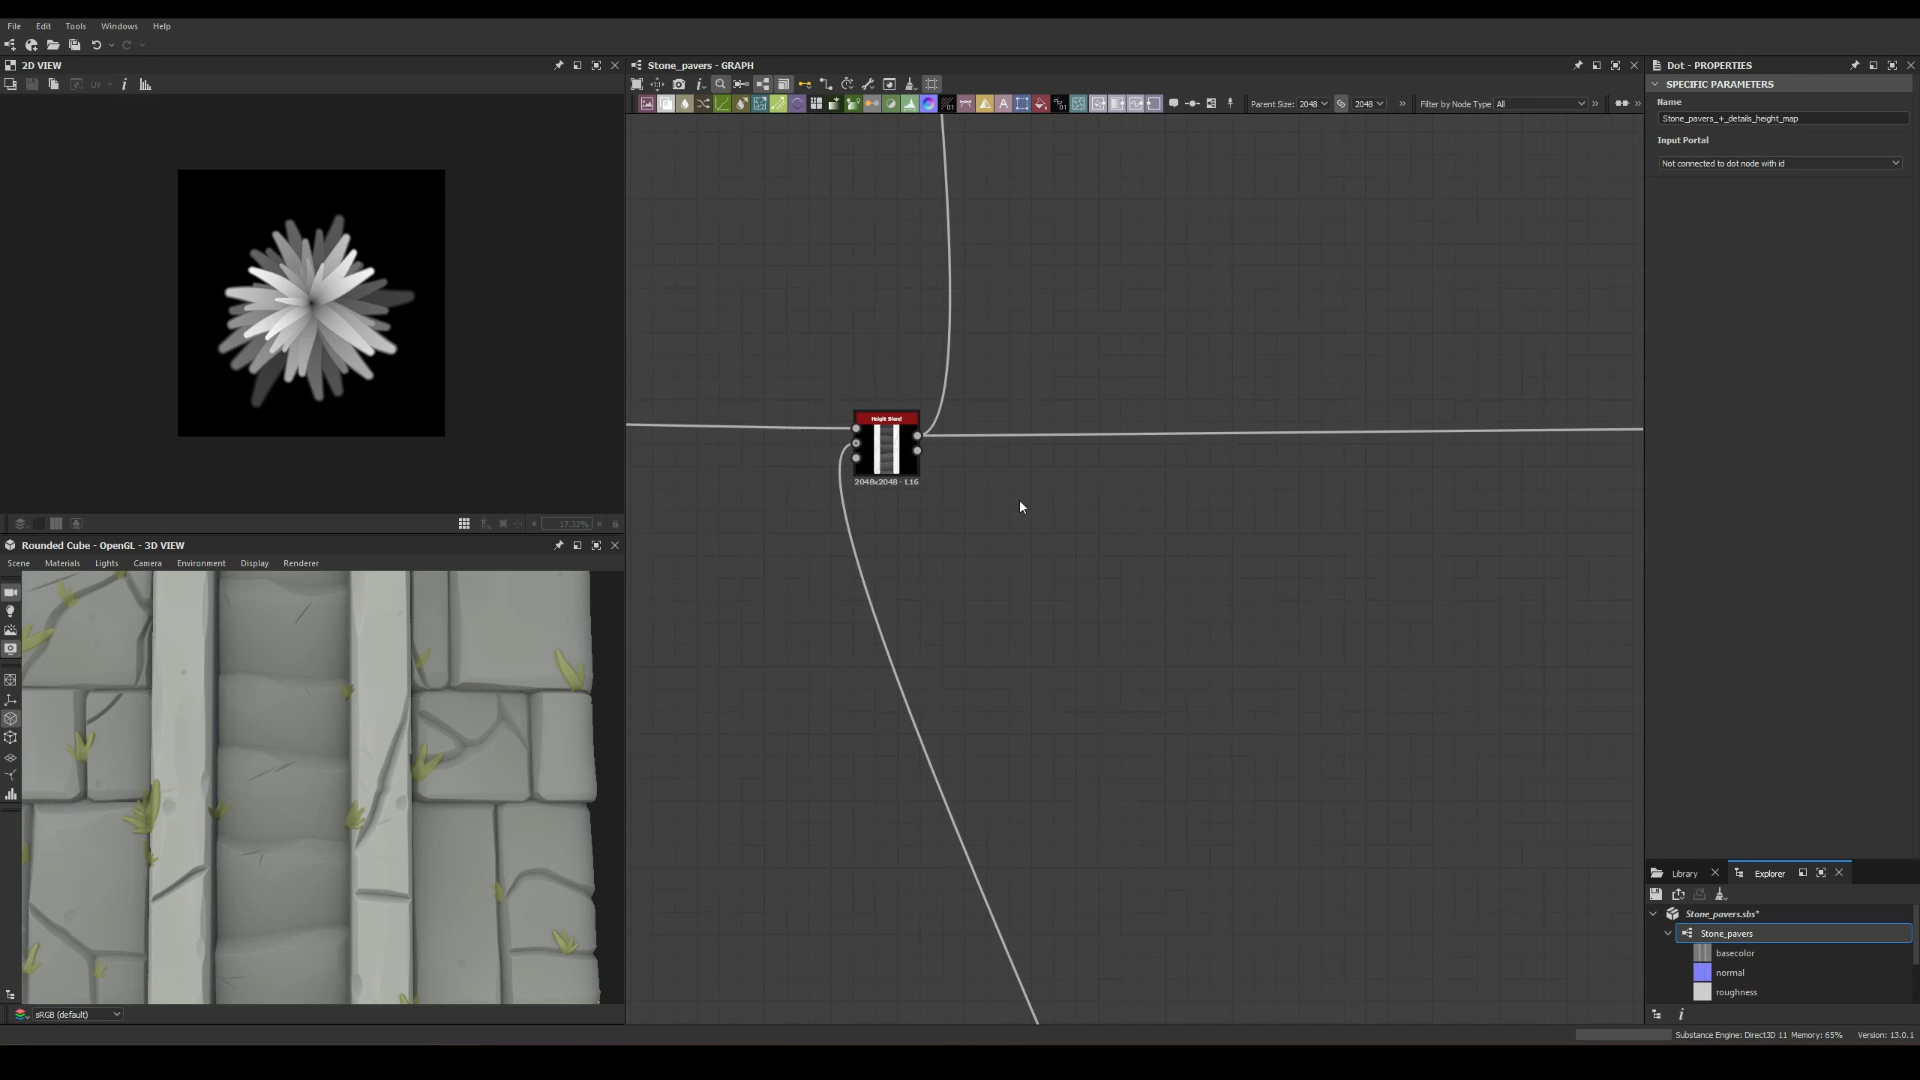 File Edit Tools Windows Help
2D VIEW
Stone_pavers - GRAPH
Dot - PROPERTIES
SPECIFIC PARAMETERS
UV
Parent Size: 2048 2048
Filter by Node Type All
Name
Stone_pavers_+_details_height_map
Input Portal
Not connected to dot node with id
Height Blend
2048x2048 - L16
17.32%
Rounded Cube - OpenGL - 3D VIEW
Scene Materials Lights Camera Environment Display Renderer
Library Explorer
Stone_pavers.sbs*
Stone_pavers
basecolor
normal
roughness
sRGB (default)
Substance Engine: Direct3D 11 Memory: 65% Version: 13.0.1